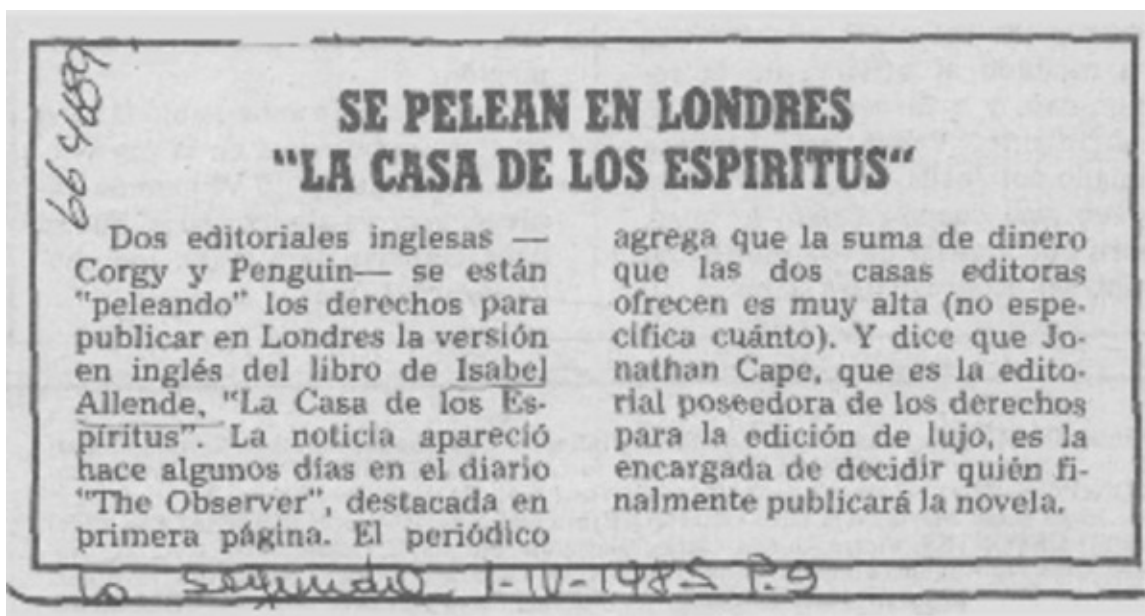 664889
SE PELEAN EN LONDRES
"LA CASA DE LOS ESPIRITUS"
Dos editoriales inglesas —
Corgy y Penguin— se están
"peleando" los derechos para
publicar en Londres la versión
en inglés del libro de Isabel
Allende, "La Casa de los Es-
píritus". La noticia apareció
hace algunos días en el diario
"The Observer", destacada en
primera página. El periódico
agrega que la suma de dinero
que las dos casas editoras
ofrecen es muy alta (no espe-
cifica cuánto). Y dice que Jo-
nathan Cape, que es la edito-
rial poseedora de los derechos
para la edición de lujo, es la
encargada de decidir quién fi-
nalmente publicará la novela.
La Segunda 1-IV-1985 P.9